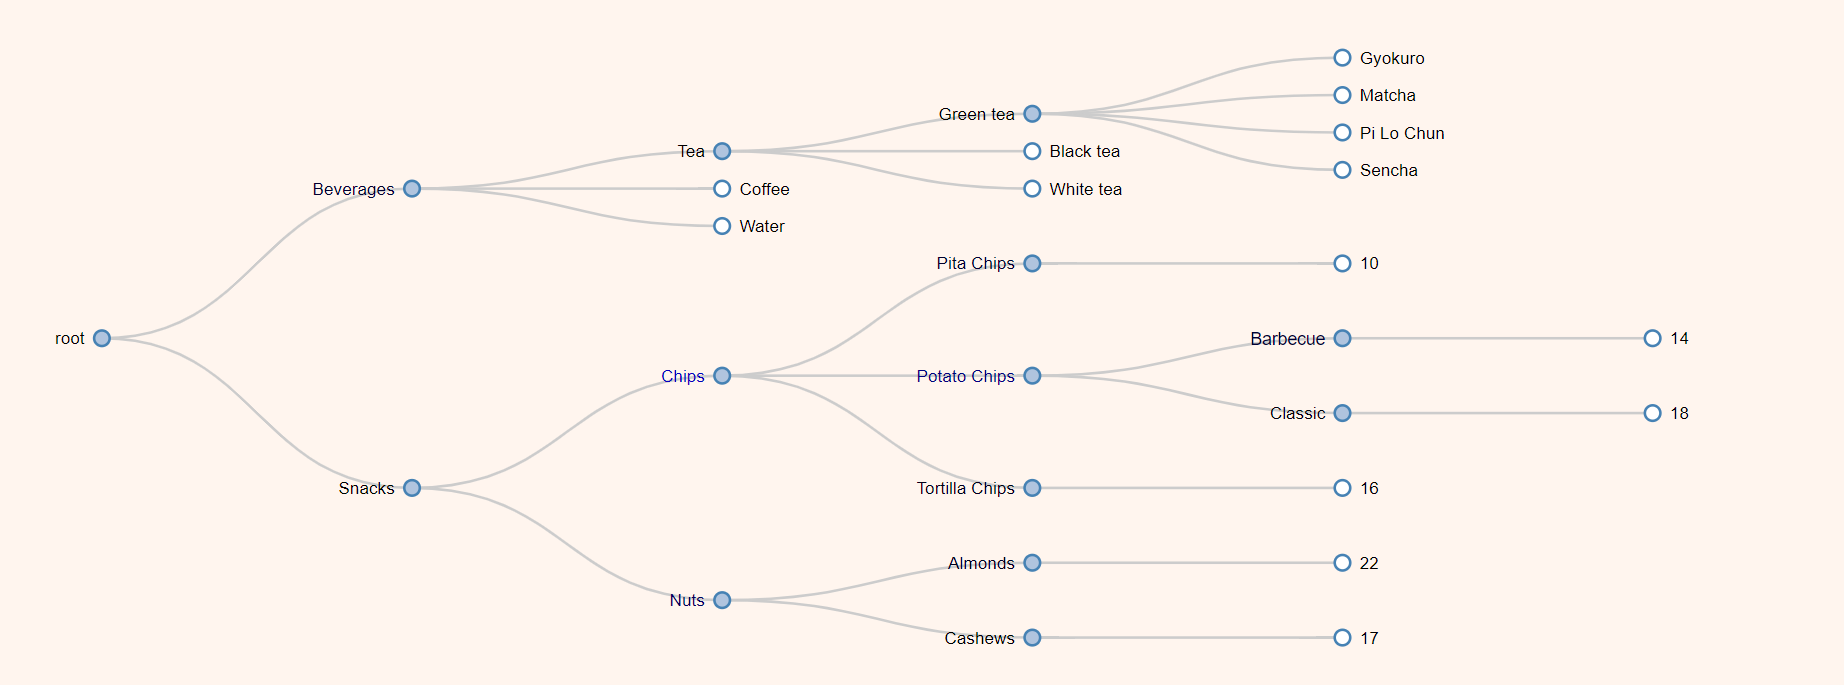 root
Beverages
Tea
Green tea
Gyokuro
Matcha
Pi Lo Chun
Sencha
Black tea
White tea
Coffee
Water
Snacks
Chips
Pita Chips
10
Potato Chips
Barbecue
14
Classic
18
Tortilla Chips
16
Nuts
Almonds
22
Cashews
17